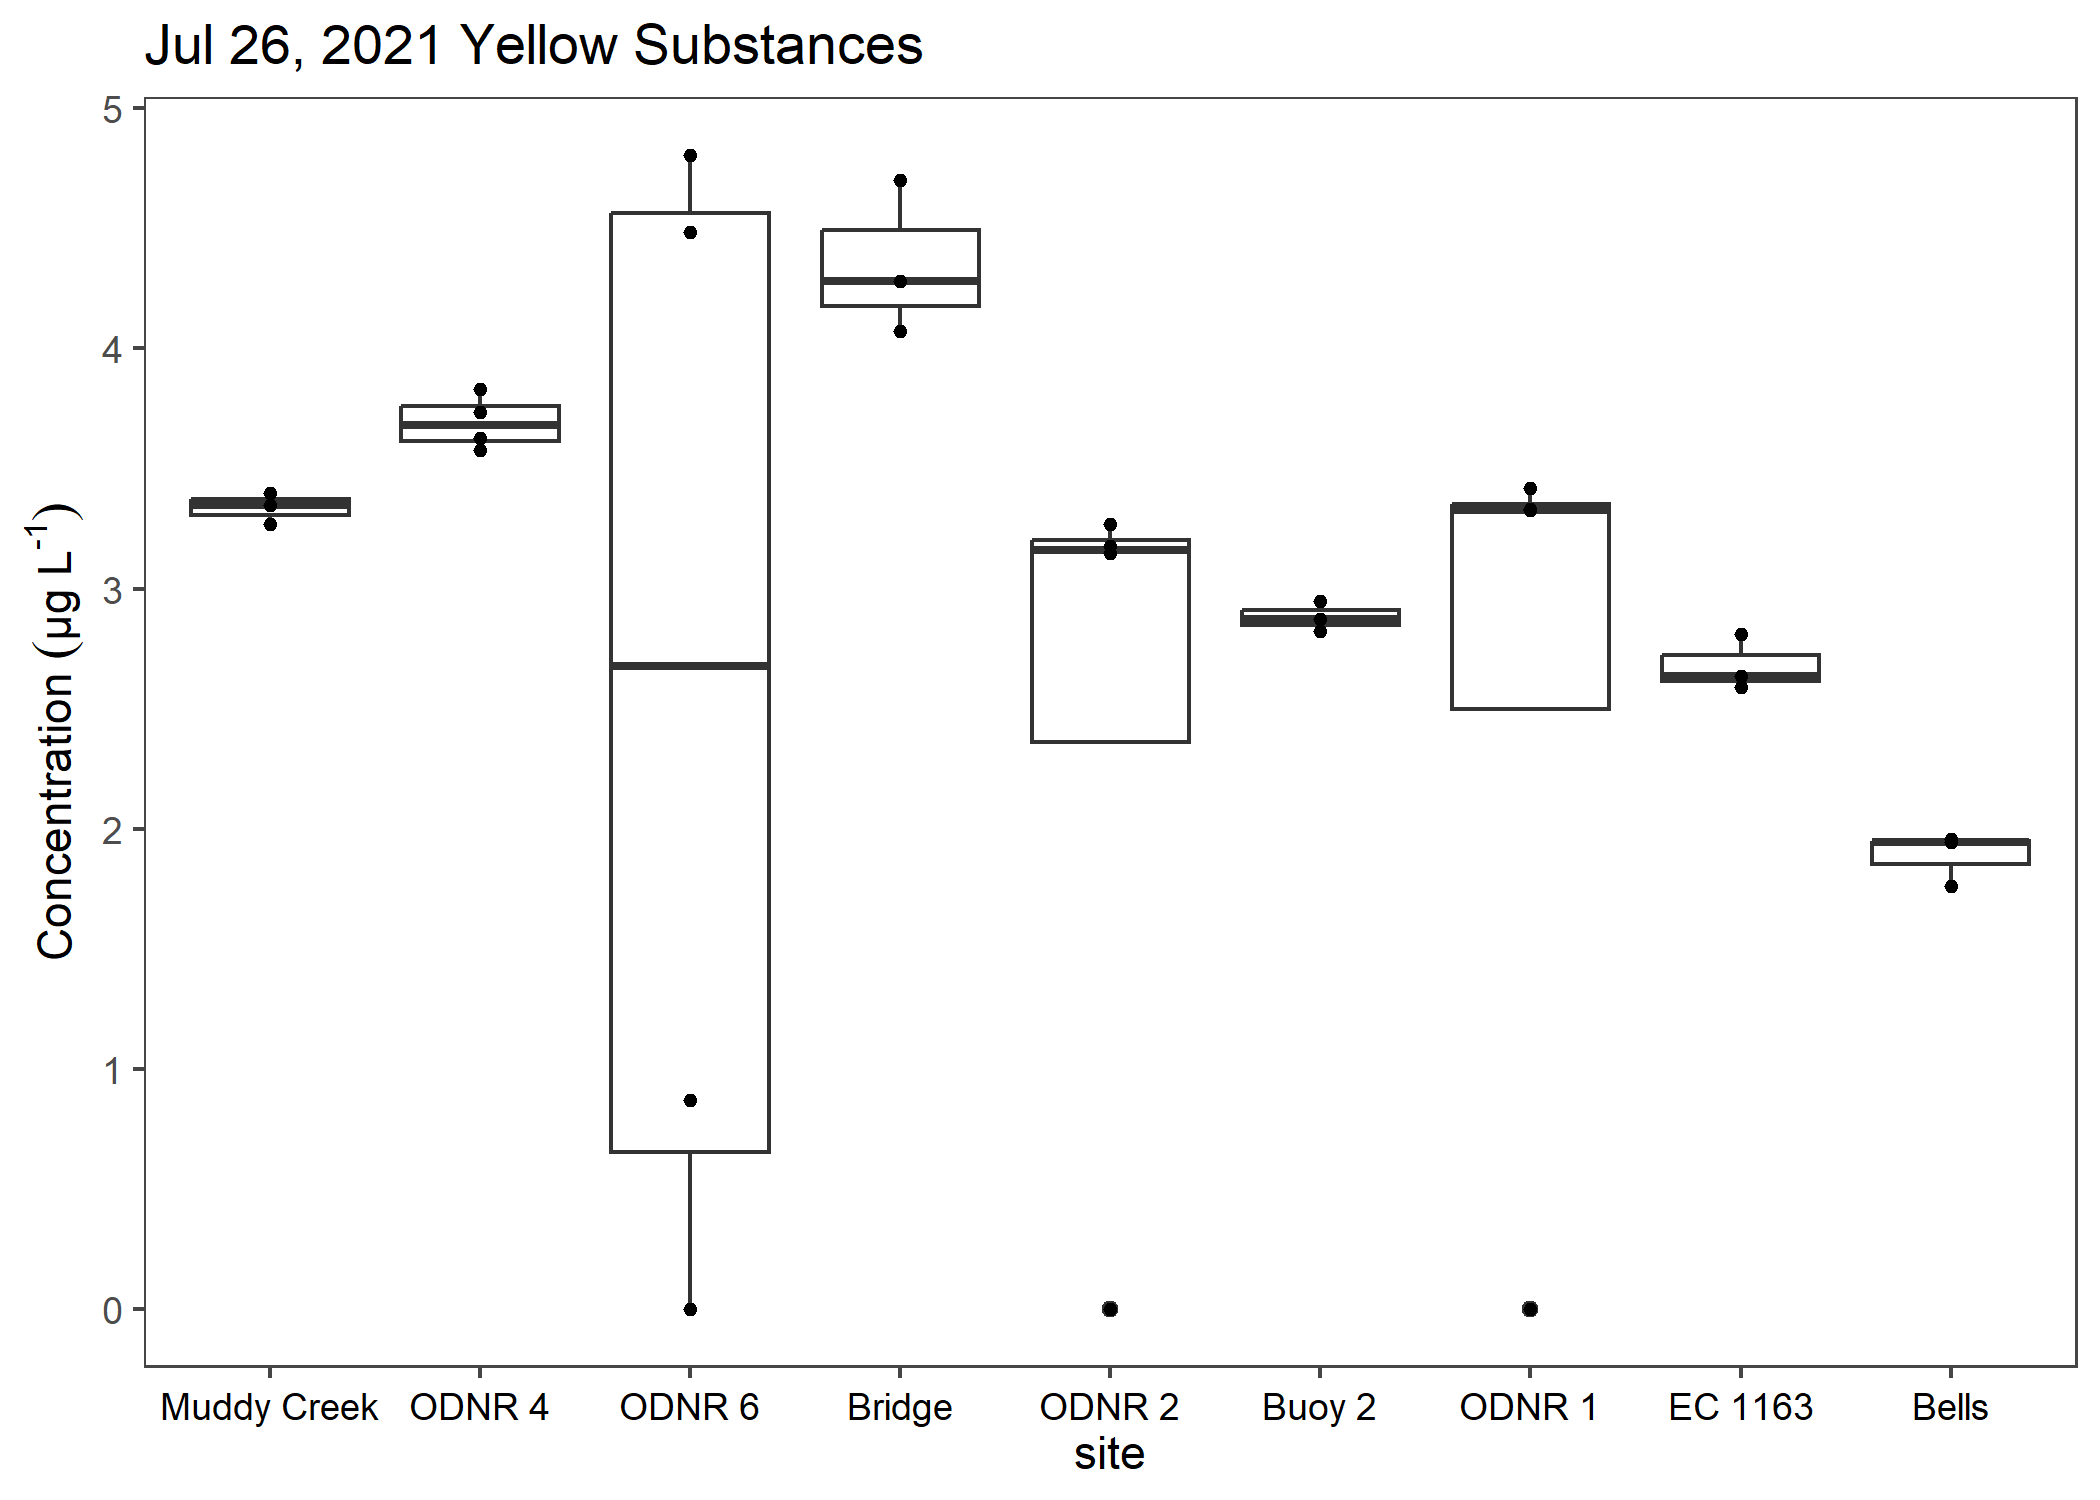 Jul 26, 2021 Yellow Substances
Concentration (µg L⁻¹)
5
4
3
2
1
0
Muddy Creek ODNR 4 ODNR 6 Bridge ODNR 2 Buoy 2 ODNR 1 EC 1163 Bells
site